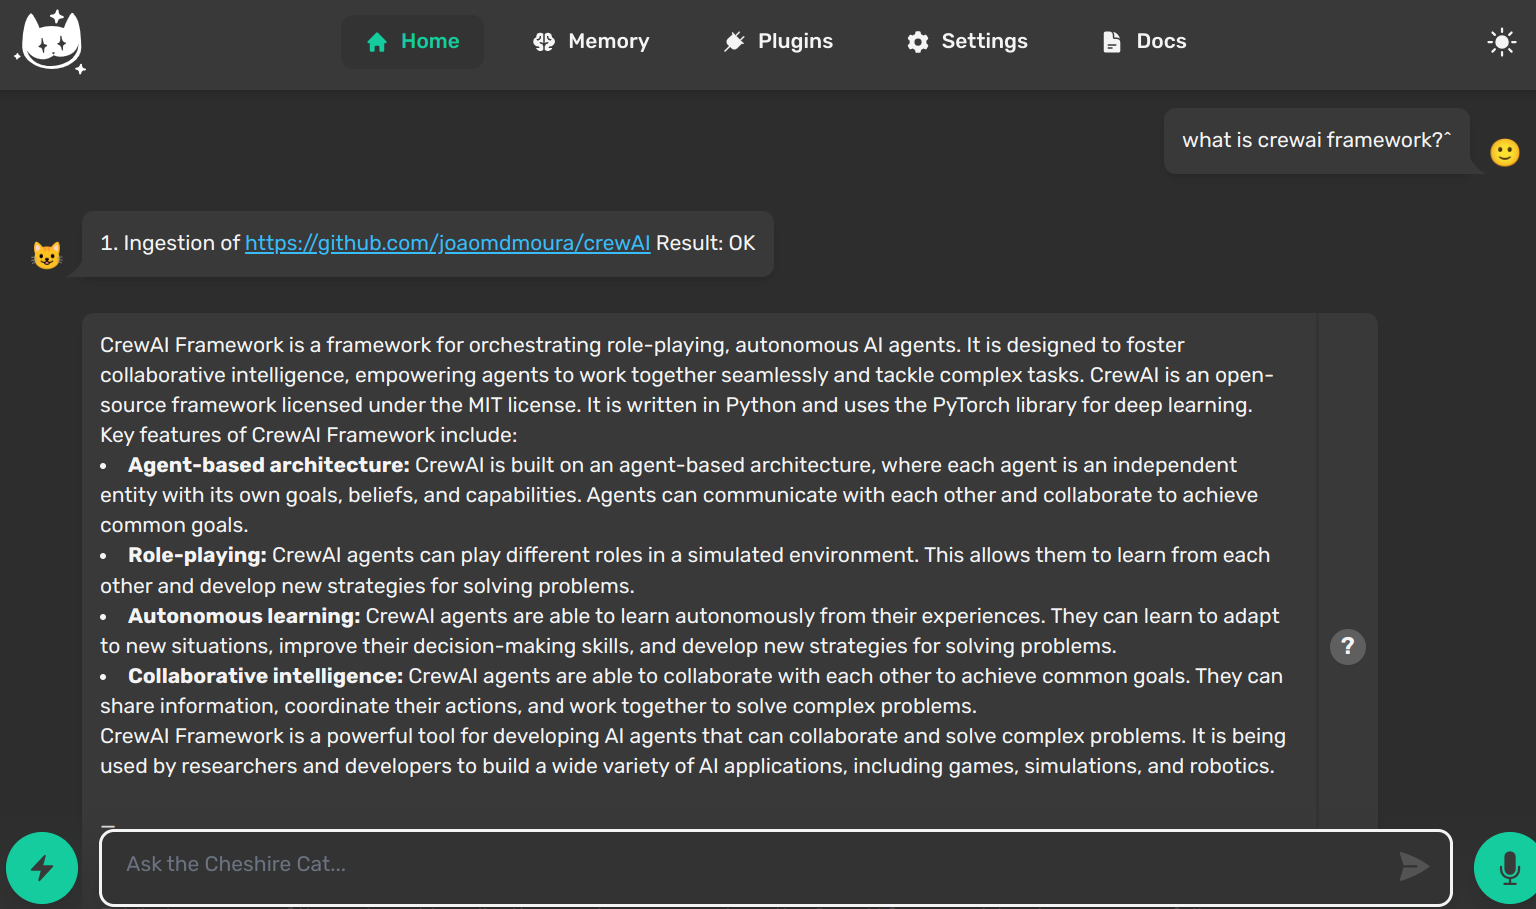 Home
Memory
Plugins
Settings
Docs
what is crewai framework?^
1. Ingestion of https://github.com/joaomdmoura/crewAI Result: OK
CrewAI Framework is a framework for orchestrating role-playing, autonomous AI agents. It is designed to foster
collaborative intelligence, empowering agents to work together seamlessly and tackle complex tasks. CrewAI is an open-
source framework licensed under the MIT license. It is written in Python and uses the PyTorch library for deep learning.
Key features of CrewAI Framework include:
• Agent-based architecture: CrewAI is built on an agent-based architecture, where each agent is an independent
entity with its own goals, beliefs, and capabilities. Agents can communicate with each other and collaborate to achieve
common goals.
• Role-playing: CrewAI agents can play different roles in a simulated environment. This allows them to learn from each
other and develop new strategies for solving problems.
• Autonomous learning: CrewAI agents are able to learn autonomously from their experiences. They can learn to adapt
to new situations, improve their decision-making skills, and develop new strategies for solving problems.
• Collaborative intelligence: CrewAI agents are able to collaborate with each other to achieve common goals. They can
share information, coordinate their actions, and work together to solve complex problems.
CrewAI Framework is a powerful tool for developing AI agents that can collaborate and solve complex problems. It is being
used by researchers and developers to build a wide variety of AI applications, including games, simulations, and robotics.
?
Ask the Cheshire Cat...